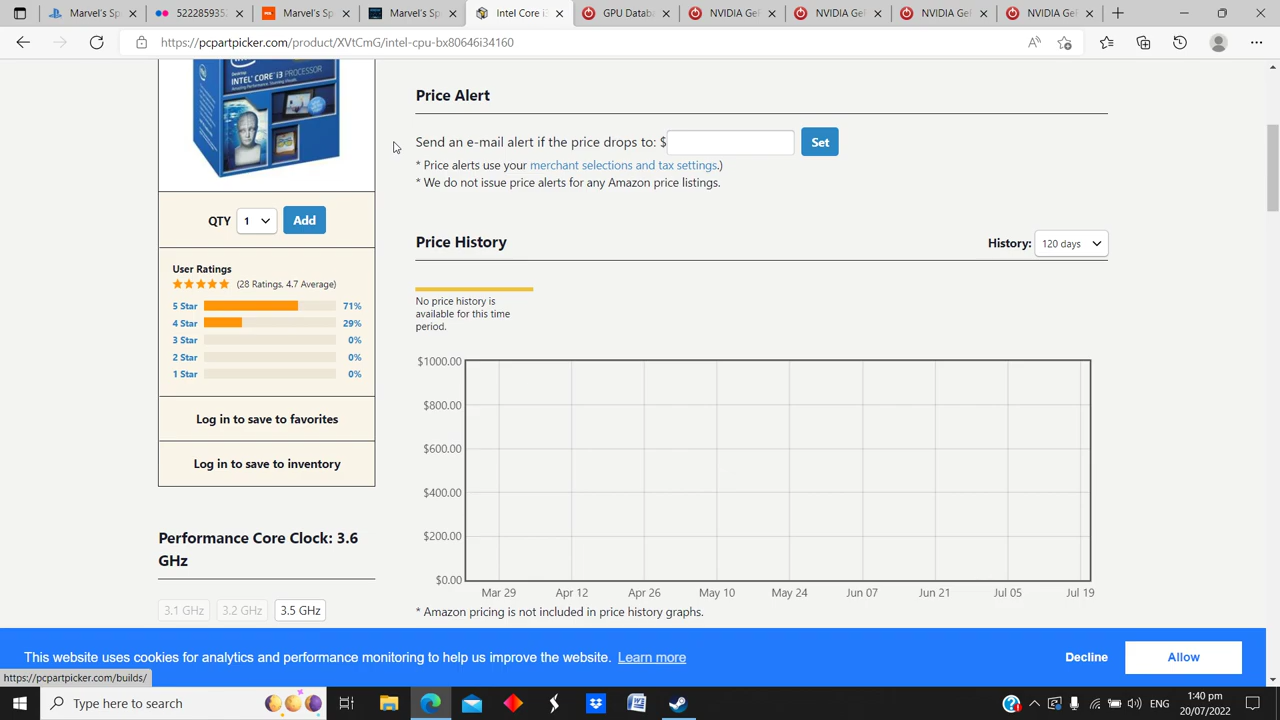 Marvel's Sp
5222859353
Marvel's Sp
Marvel's Sp
Intel Core i3
GPU Datab
NVIDIA Gef
NVIDIA Gef
NVIDIA Gef
NVIDIA Gef
https://pcpartpicker.com/product/XVtCmG/intel-cpu-bx80646i34160
INTEL CORE i3 PROCESSOR
QTY 1 Add
User Ratings
(28 Ratings, 4.7 Average)
5 Star 71%
4 Star 29%
3 Star 0%
2 Star 0%
1 Star 0%
Log in to save to favorites
Log in to save to inventory
Performance Core Clock: 3.6
GHz
3.1 GHz 3.2 GHz 3.5 GHz
Price Alert
Send an e-mail alert if the price drops to: $ Set
* Price alerts use your merchant selections and tax settings.)
* We do not issue price alerts for any Amazon price listings.
Price History History: 120 days
No price history is
available for this time
period.
$1000.00
$800.00
$600.00
$400.00
$200.00
$0.00
Mar 29 Apr 12 Apr 26 May 10 May 24 Jun 07 Jun 21 Jul 05 Jul 19
* Amazon pricing is not included in price history graphs.
This website uses cookies for analytics and performance monitoring to help us improve the website. Learn more Decline Allow
https://pcpartpicker.com/builds/
Type here to search
ENG
1:40 pm
20/07/2022